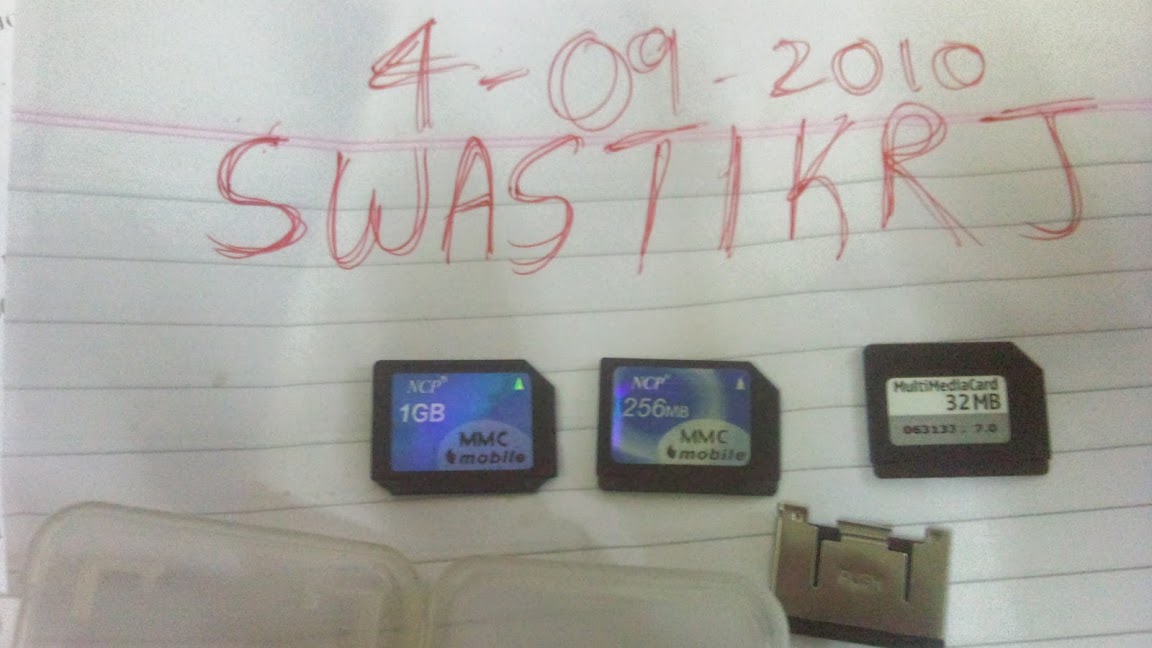 4-09-2010
SWASTIKRJ
NCP
1GB
MMC
mobile
NCP
256MB
MMC
mobile
MultiMediaCard
32MB
063133 . 7.0